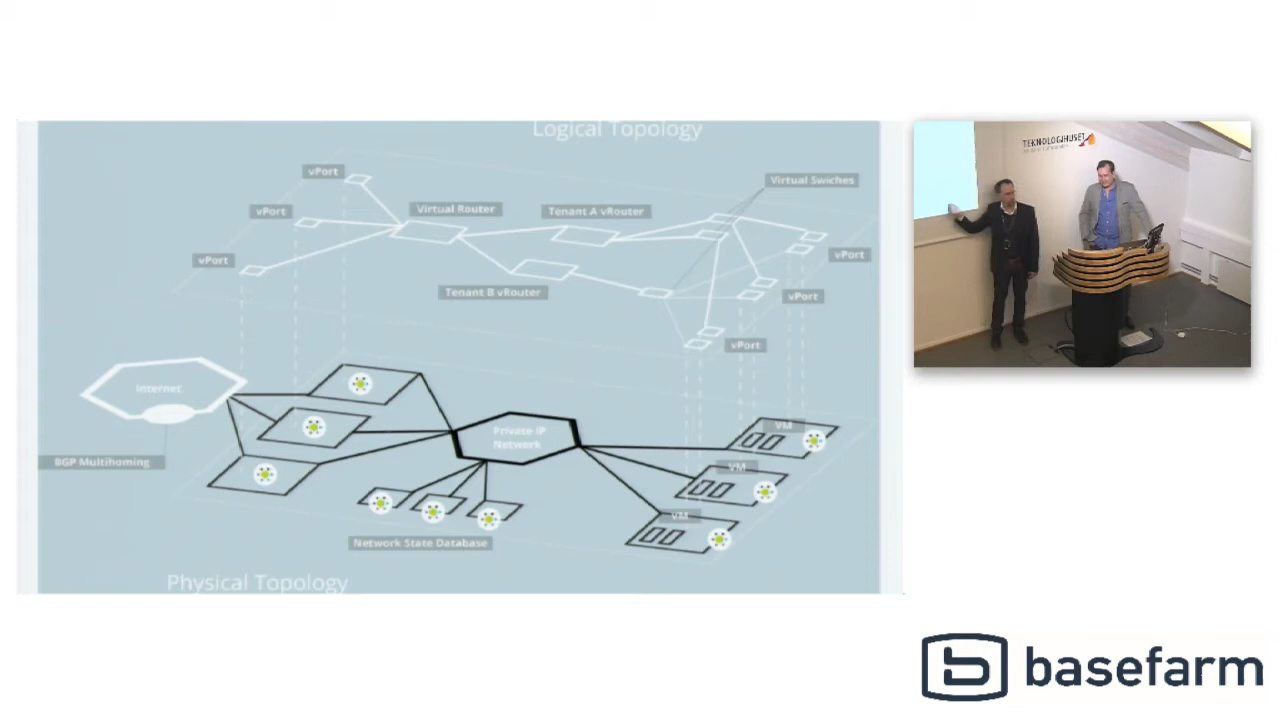 Logical Topology
vPort
Virtual Swiches
vPort
Virtual Router
Tenant A vRouter
vPort
vPort
Tenant B vRouter
vPort
vPort
Internet
VM
Private IP
Network
BGP Multihoming
VM
VM
Network State Database
Physical Topology
TEKNOLOGIHUSET
basefarm